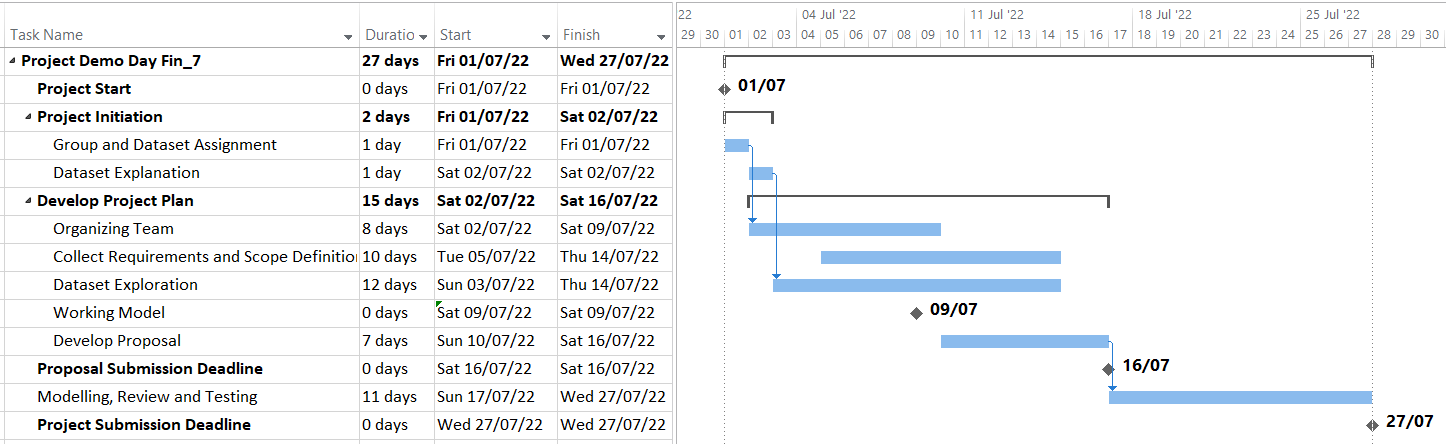 22 04 Jul '22 11 Jul '22 18 Jul '22 25 Jul '22
Task Name Duratio Start Finish 29 30 01 02 03 04 05 06 07 08 09 10 11 12 13 14 15 16 17 18 19 20 21 22 23 24 25 26 27 28 29 30
Project Demo Day Fin_7 27 days Fri 01/07/22 Wed 27/07/22
Project Start 0 days Fri 01/07/22 Fri 01/07/22 01/07
Project Initiation 2 days Fri 01/07/22 Sat 02/07/22
Group and Dataset Assignment 1 day Fri 01/07/22 Fri 01/07/22
Dataset Explanation 1 day Sat 02/07/22 Sat 02/07/22
Develop Project Plan 15 days Sat 02/07/22 Sat 16/07/22
Organizing Team 8 days Sat 02/07/22 Sat 09/07/22
Collect Requirements and Scope Definition 10 days Tue 05/07/22 Thu 14/07/22
Dataset Exploration 12 days Sun 03/07/22 Thu 14/07/22
Working Model 0 days Sat 09/07/22 Sat 09/07/22 09/07
Develop Proposal 7 days Sun 10/07/22 Sat 16/07/22
Proposal Submission Deadline 0 days Sat 16/07/22 Sat 16/07/22 16/07
Modelling, Review and Testing 11 days Sun 17/07/22 Wed 27/07/22
Project Submission Deadline 0 days Wed 27/07/22 Wed 27/07/22 27/07